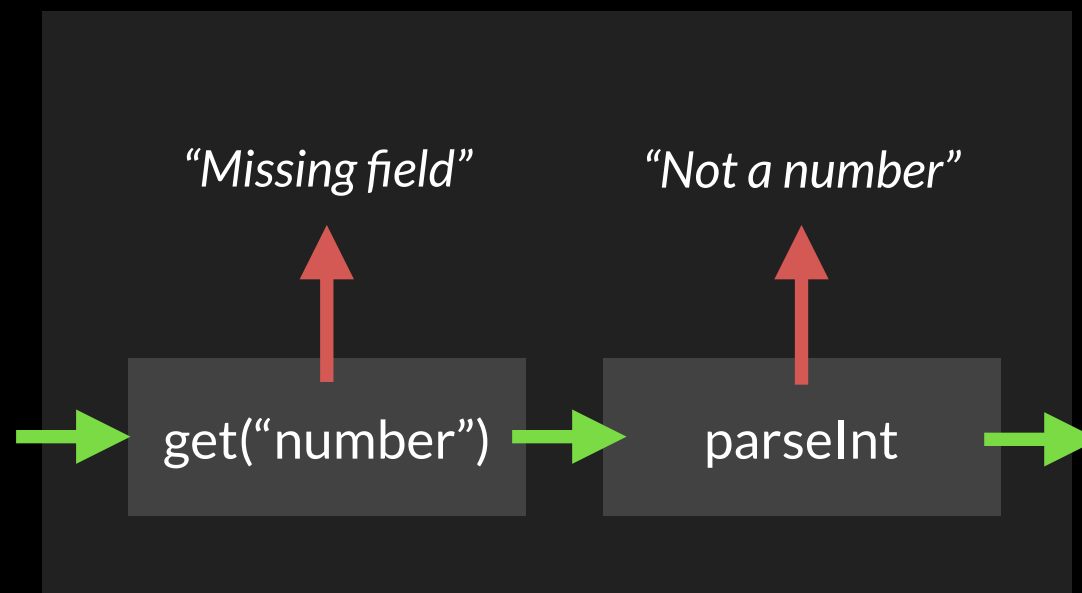 “Missing field”
“Not a number”
get(“number”)
parseInt